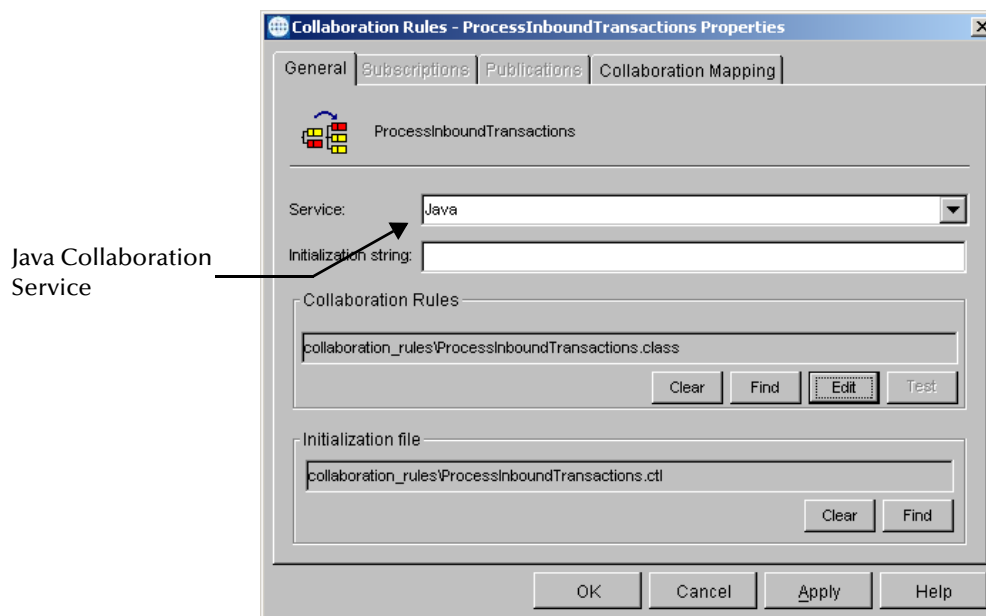 Collaboration Rules - ProcessInboundTransactions Properties
General Subscriptions Publications Collaboration Mapping
ProcessInboundTransactions
Service: Java
Java Collaboration
Service
Initialization string:
Collaboration Rules
collaboration_rules\ProcessInboundTransactions.class
Clear Find Edit Test
Initialization file
collaboration_rules\ProcessInboundTransactions.ctl
Clear Find
OK Cancel Apply Help